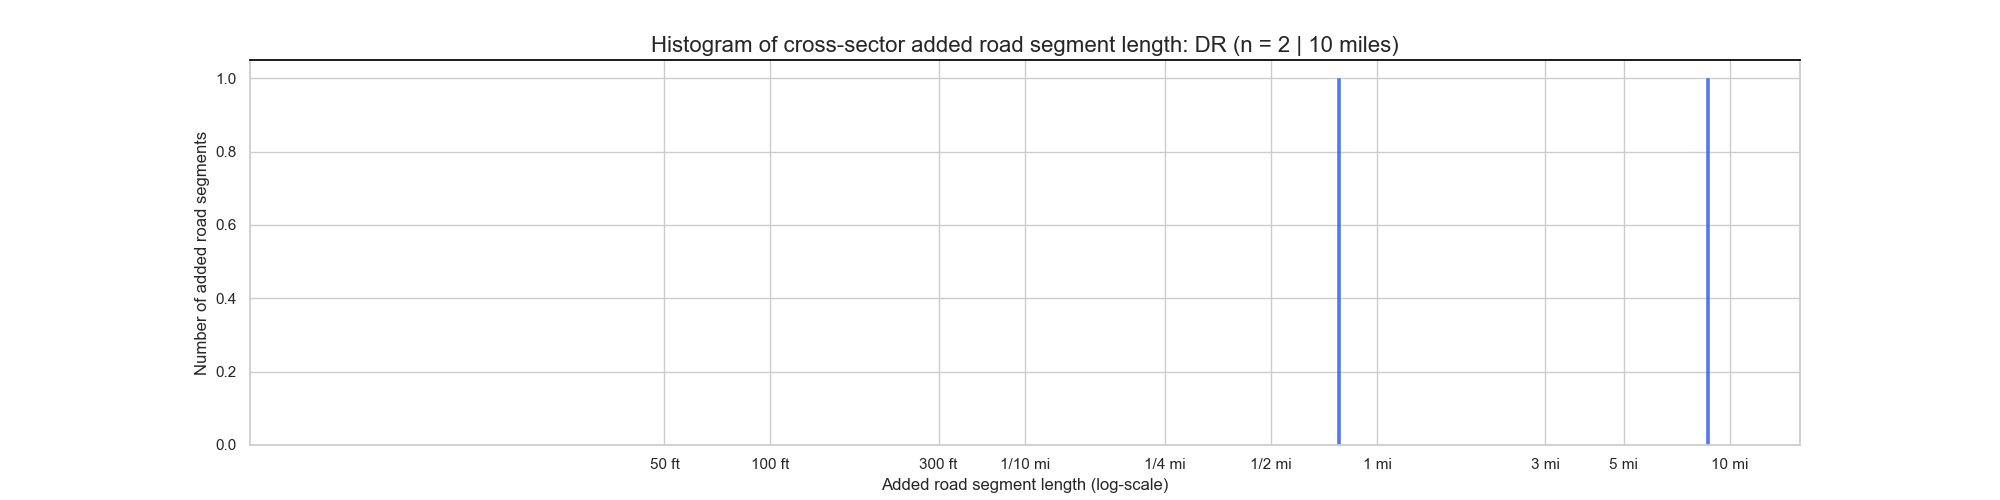 Histogram of cross-sector added road segment length: DR (n = 2 | 10 miles)
Number of added road segments
1.0
0.8
0.6
0.4
0.2
0.0
50 ft 100 ft 300 ft 1/10 mi 1/4 mi 1/2 mi 1 mi 3 mi 5 mi 10 mi
Added road segment length (log-scale)